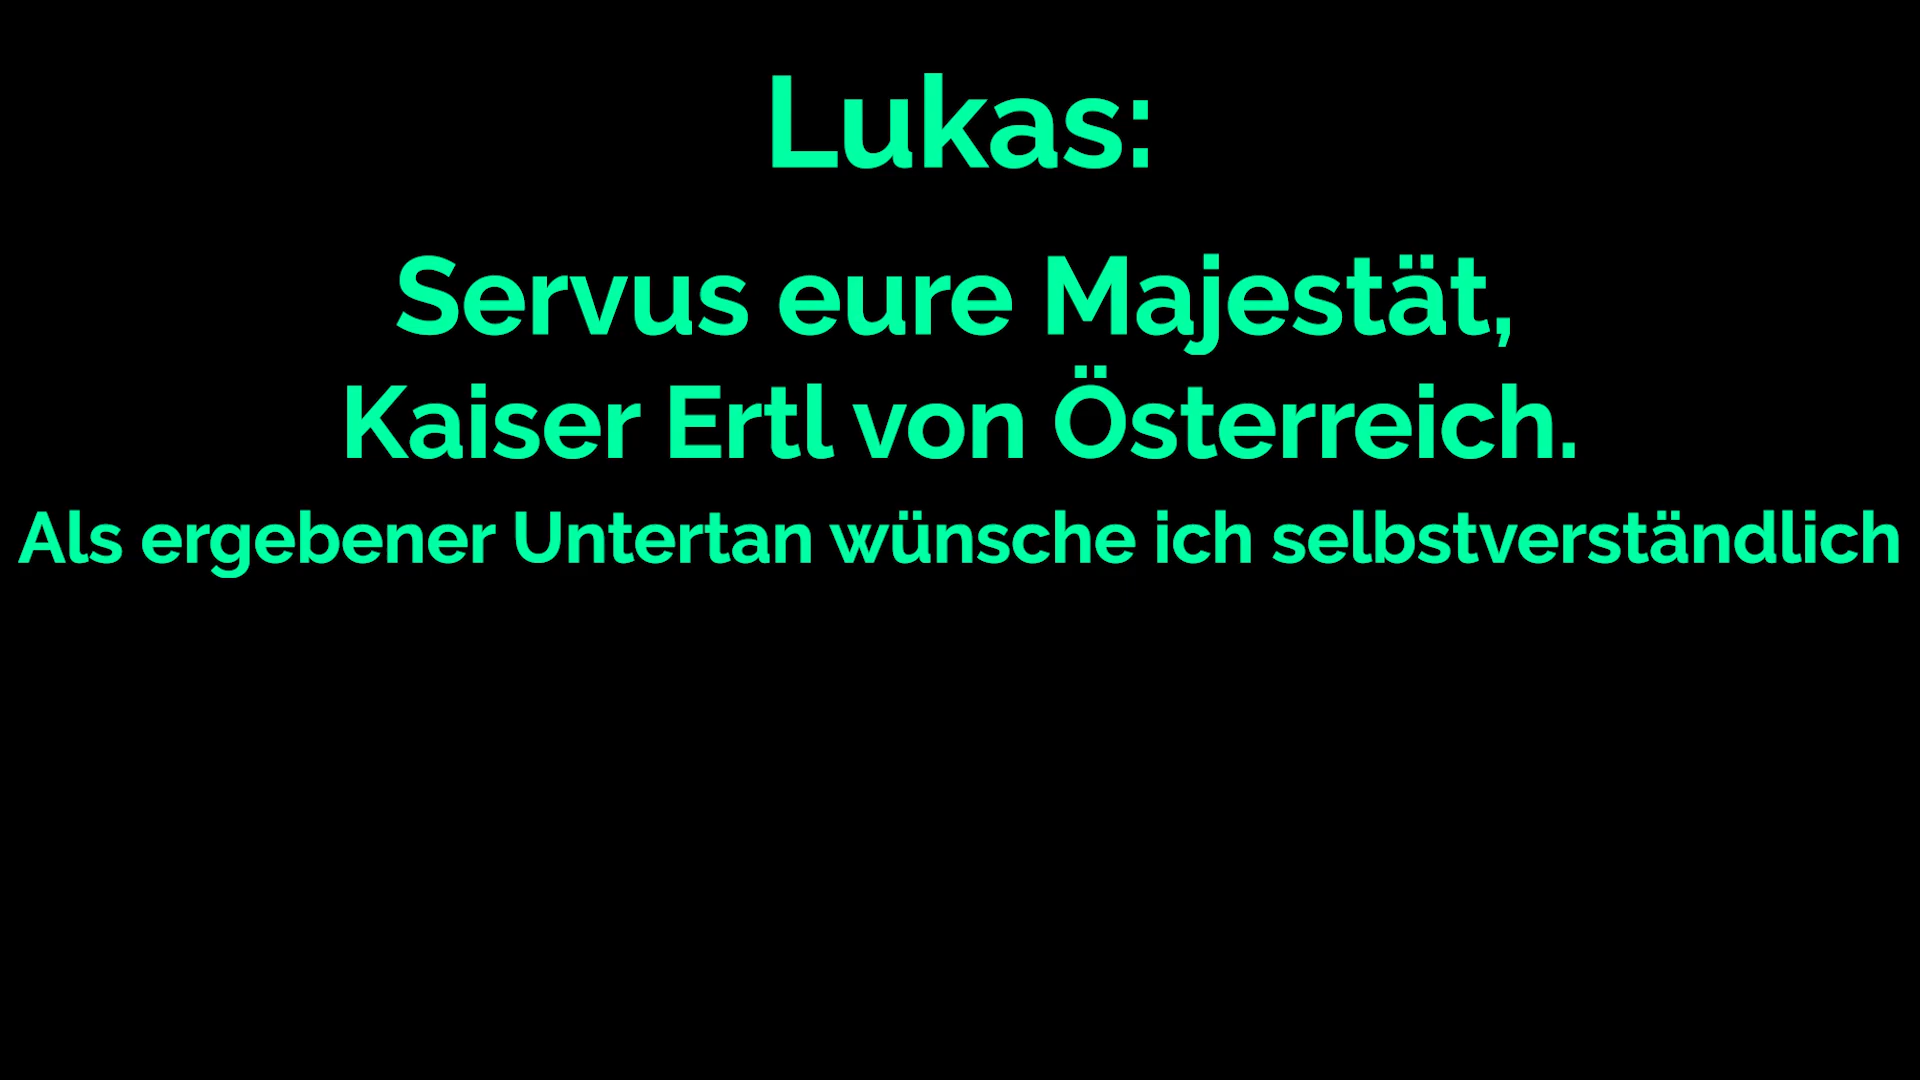 Lukas:
Servus eure Majestät,
Kaiser Ertl von Österreich.
Als ergebener Untertan wünsche ich selbstverständlich